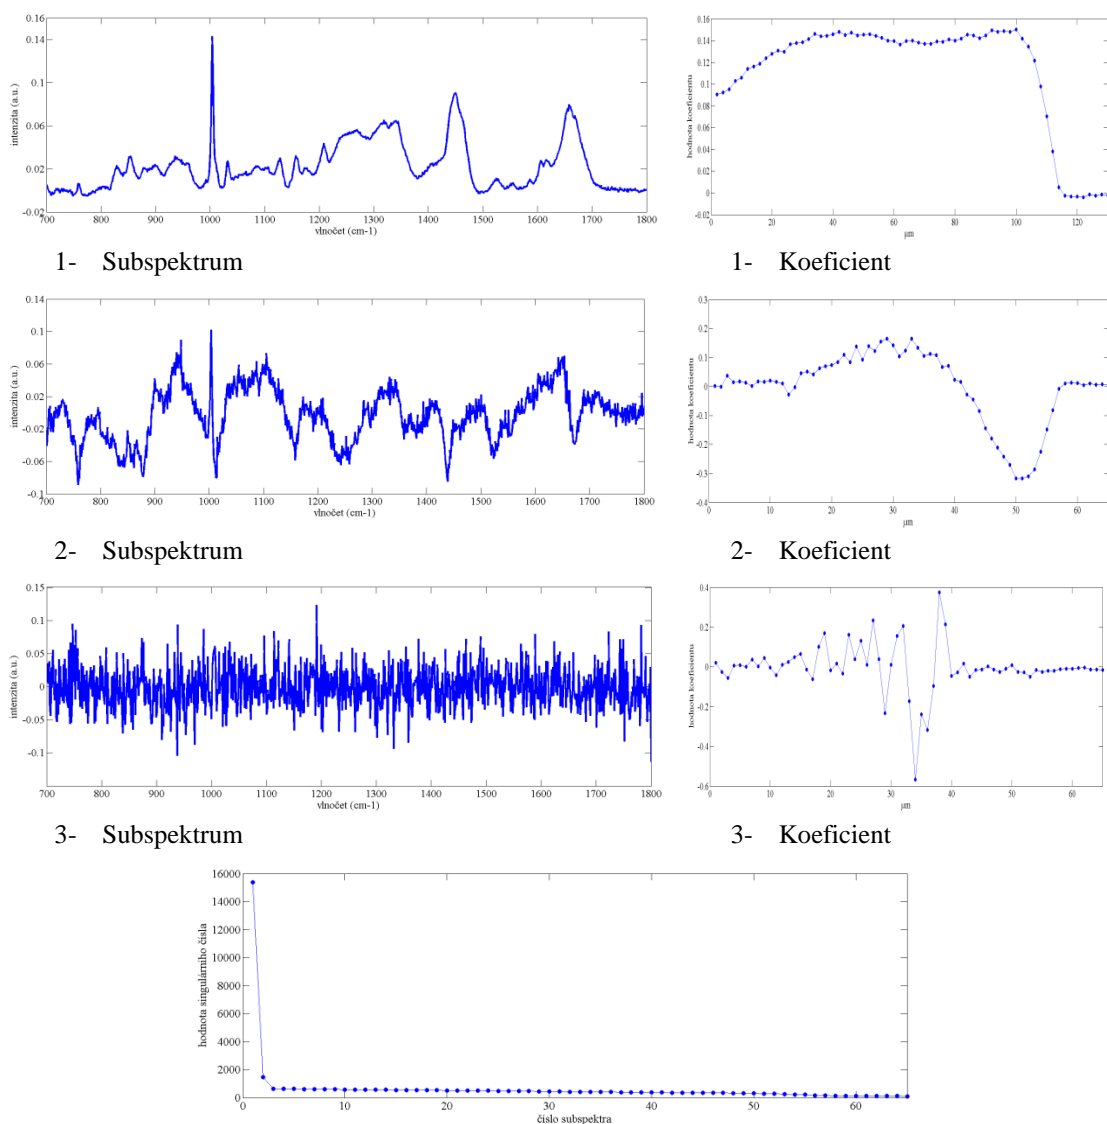 0.16
0.14
0.1
0.06
0.02
-0.02
intenzita (a.u.)
700 800 900 1000 1100 1200 1300 1400 1500 1600 1700 1800
vlnočet (cm-1)
0.16
0.14
0.12
0.1
0.08
0.06
0.04
0.02
0
-0.02
hodnota koeficientu
0 20 40 60 80 100 120
μm
1- Subspektrum
1- Koeficient
0.14
0.1
0.06
0.02
-0.02
-0.06
-0.1
intenzita (a.u.)
700 800 900 1000 1100 1200 1300 1400 1500 1600 1700 1800
vlnočet (cm-1)
0.3
0.2
0.1
0
-0.1
-0.2
-0.3
-0.4
hodnota koeficientu
0 10 20 30 40 50 60
μm
2- Subspektrum
2- Koeficient
0.15
0.1
0.05
0
-0.05
-0.1
intenzita (a.u.)
700 800 900 1000 1100 1200 1300 1400 1500 1600 1700 1800
vlnočet (cm-1)
0.4
0.2
0
-0.2
-0.4
-0.6
hodnota koeficientu
0 10 20 30 40 50 60
μm
3- Subspektrum
3- Koeficient
16000
14000
12000
10000
8000
6000
4000
2000
0
hodnota singulárního čísla
0 10 20 30 40 50 60
číslo subspektra